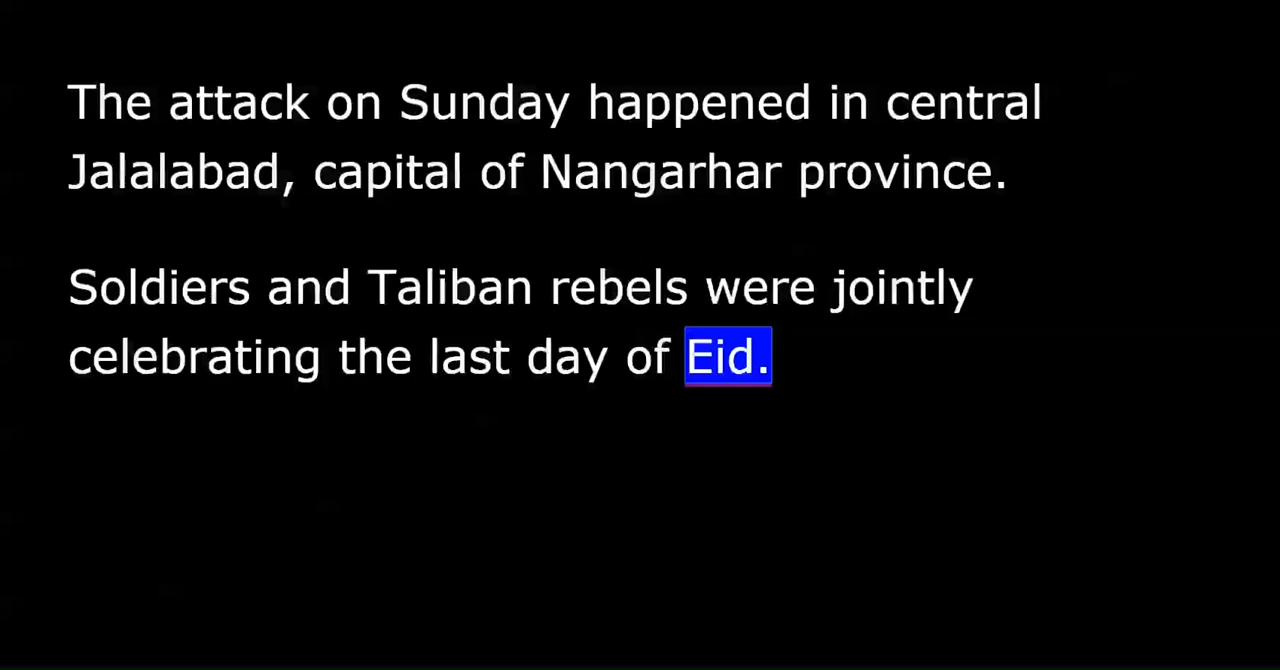 The attack on Sunday happened in central
Jalalabad, capital of Nangarhar province.
Soldiers and Taliban rebels were jointly
celebrating the last day of Eid.